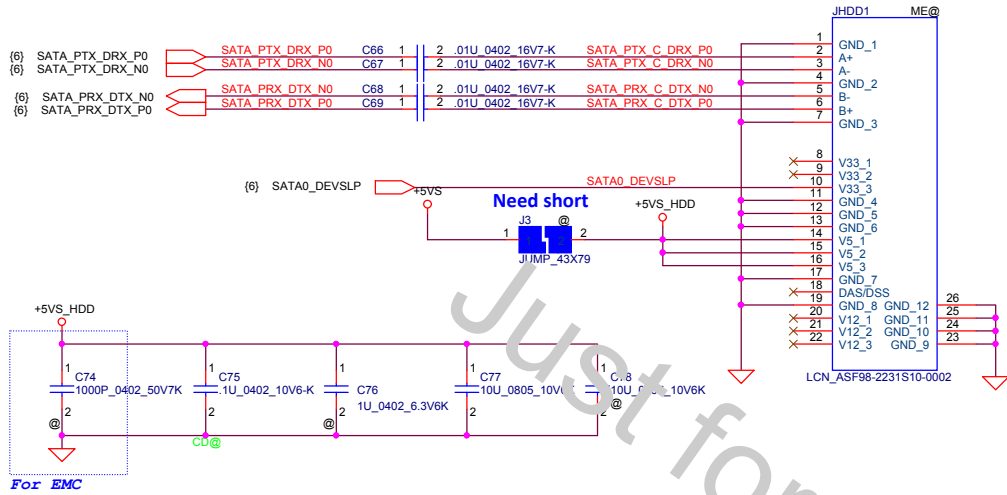 JHDD1 ME@
{6} SATA_PTX_DRX_P0 SATA_PTX_DRX_P0 C66 1 2 .01U_0402_16V7-K SATA_PTX_C_DRX_P0
{6} SATA_PTX_DRX_N0 SATA_PTX_DRX_N0 C67 1 2 .01U_0402_16V7-K SATA_PTX_C_DRX_N0
{6} SATA_PRX_DTX_N0 SATA_PRX_DTX_N0 C68 1 2 .01U_0402_16V7-K SATA_PRX_C_DTX_N0
{6} SATA_PRX_DTX_P0 SATA_PRX_DTX_P0 C69 1 2 .01U_0402_16V7-K SATA_PRX_C_DTX_P0
1 GND_1
2 A+
3 A-
4 GND_2
5 B-
6 B+
7 GND_3
8 V33_1
9 V33_2
10 V33_3
11 GND_4
12 GND_5
13 GND_6
14 V5_1
15 V5_2
16 V5_3
17 GND_7
18 DAS/DSS
19 GND_8 GND_12 26
20 V12_1 GND_11 25
21 V12_2 GND_10 24
22 V12_3 GND_9 23
LCN_ASF98-2231S10-0002
{6} SATA0_DEVSLP SATA0_DEVSLP
+5VS
Need short
+5VS_HDD
J3 @
1 1 2 2
JUMP_43X79
+5VS_HDD
1 C74
1000P_0402_50V7K
2
@
1 C75
.1U_0402_10V6-K
2
CD@
1 C76
1U_0402_6.3V6K
2
@
1 C77
2
1
2
@
For EMC
Just for